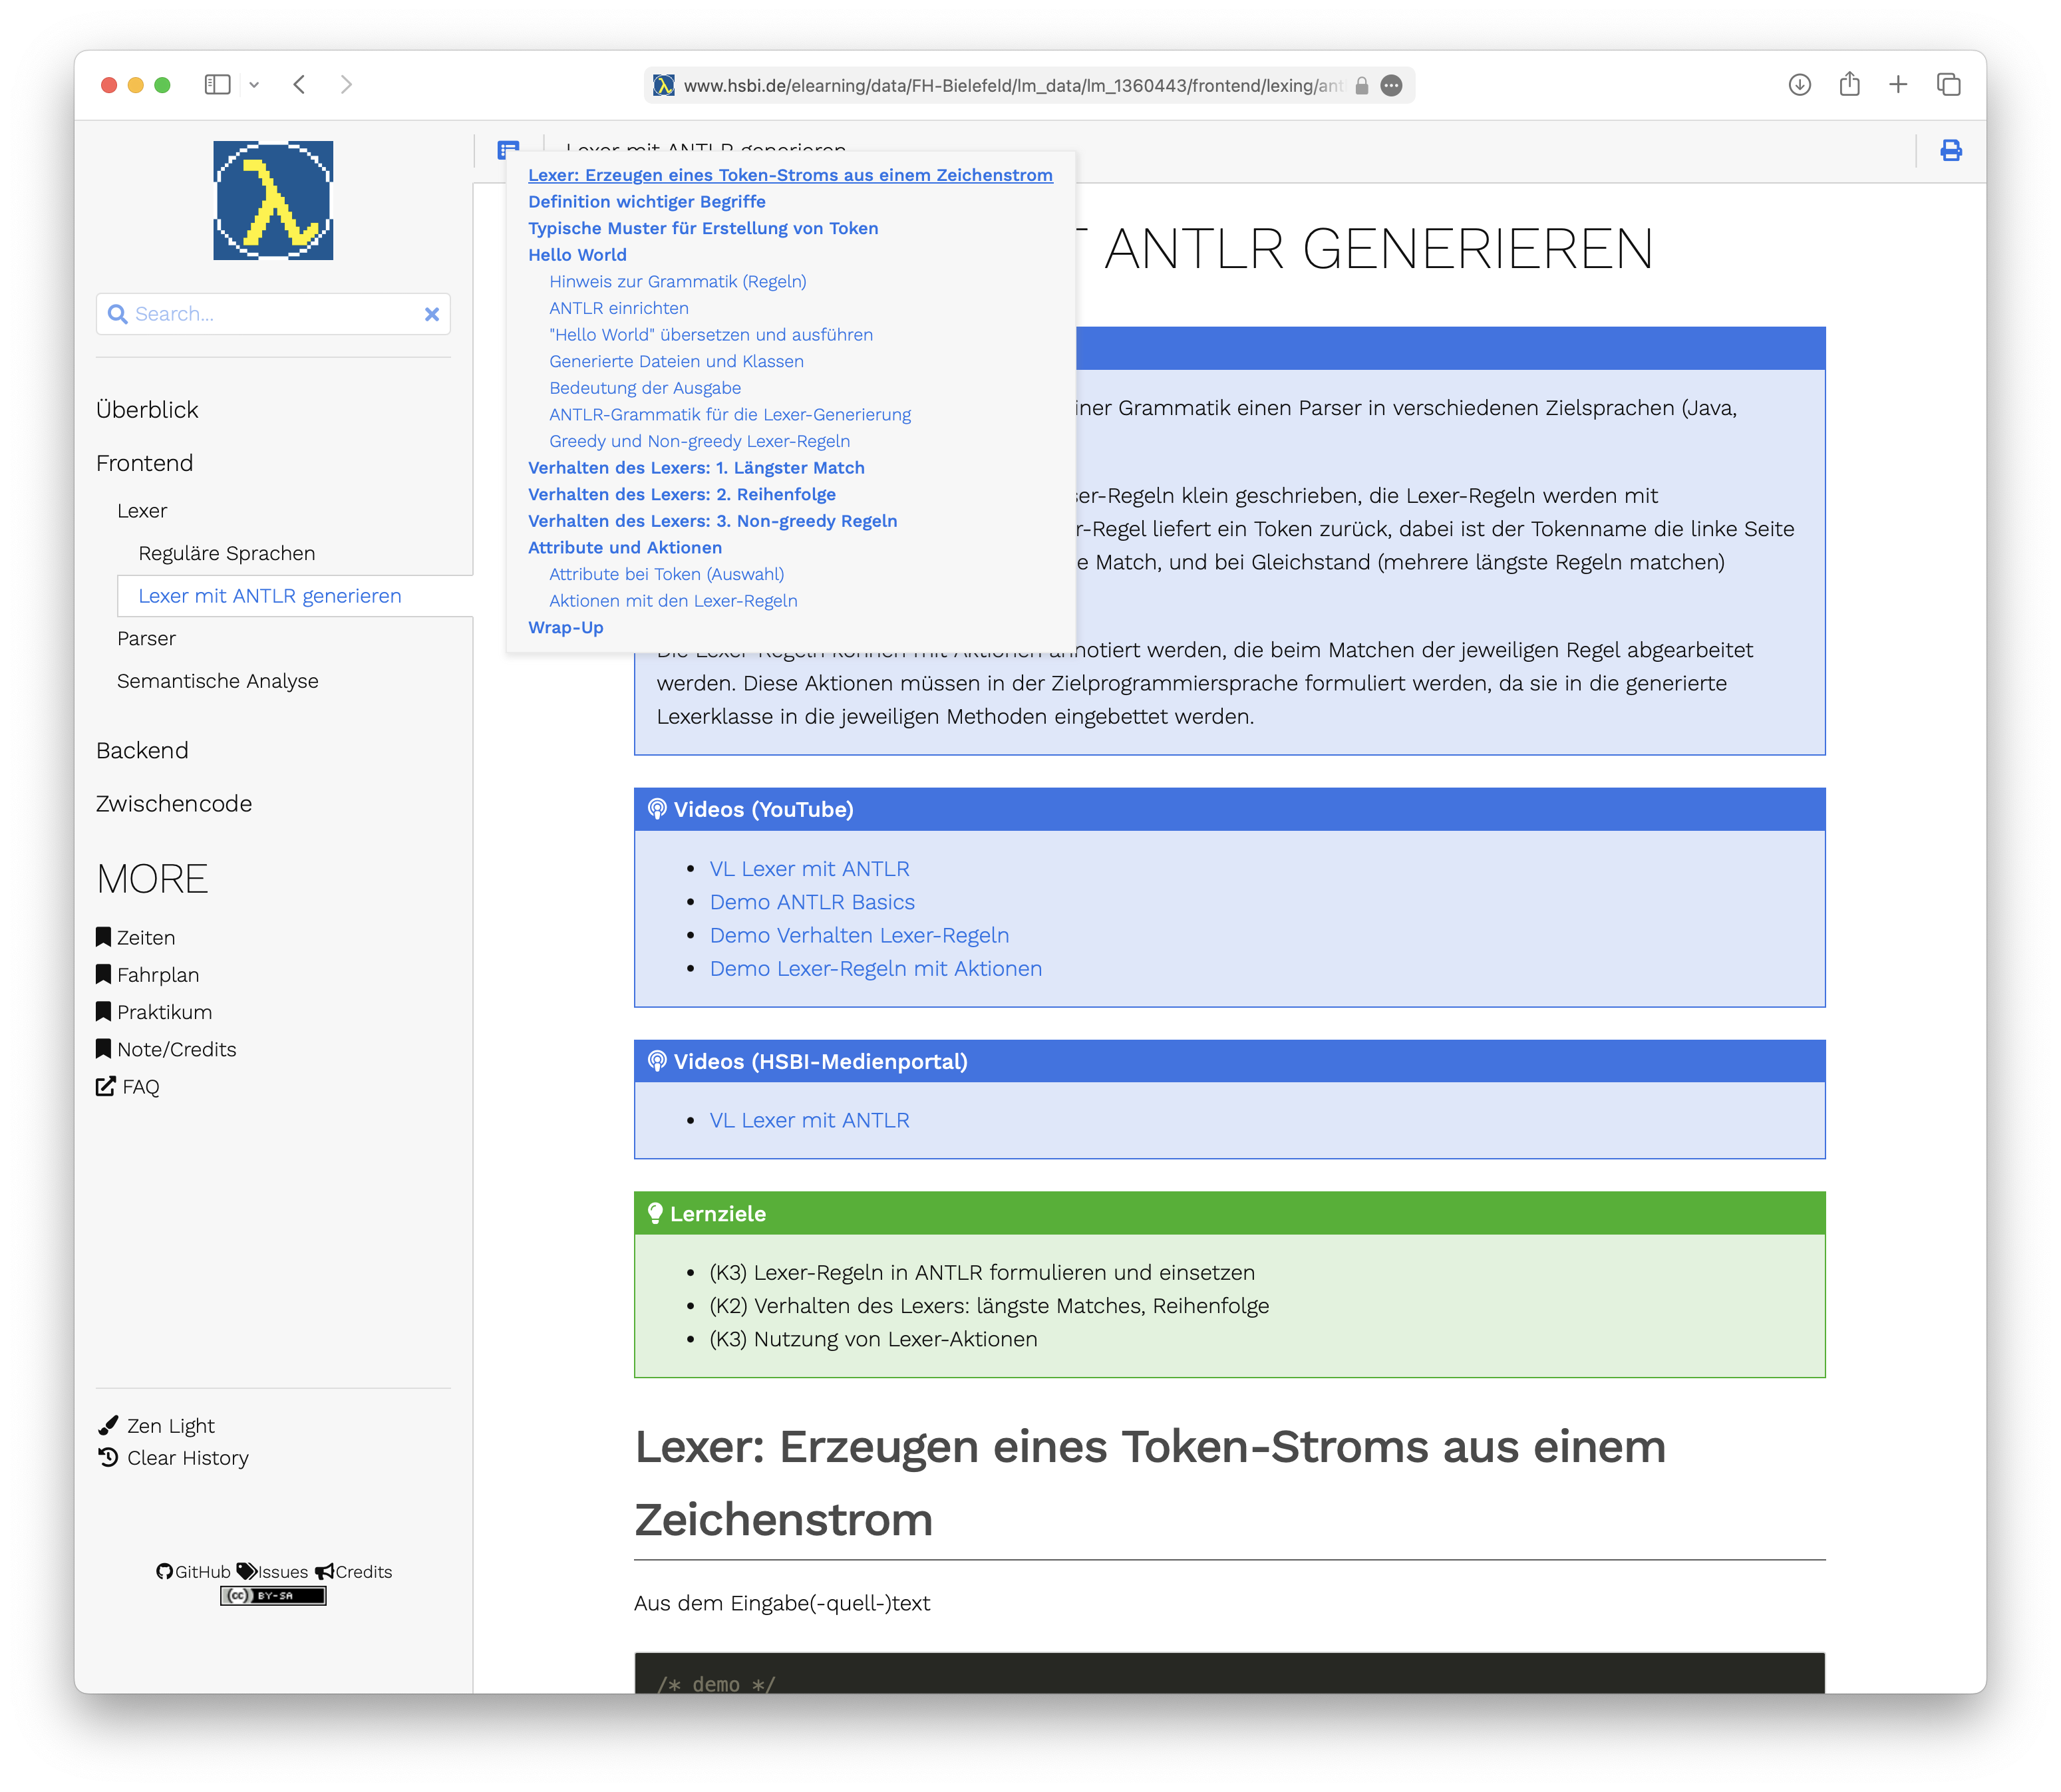 www.hsbi.de/elearning/data/FH-Bielefeld/lm_data/lm_1360443/frontend/lexing/ant
Search...
Überblick
Frontend
Lexer
Reguläre Sprachen
Lexer mit ANTLR generieren
Parser
Semantische Analyse
Backend
Zwischencode
MORE
Zeiten
Fahrplan
Praktikum
Note/Credits
FAQ
Zen Light
Clear History
GitHub Issues Credits
(cc) BY-SA
Lexer mit ANTLR generieren
Lexer: Erzeugen eines Token-Stroms aus einem Zeichenstrom
Definition wichtiger Begriffe
Typische Muster für Erstellung von Token
Hello World
Hinweis zur Grammatik (Regeln)
ANTLR einrichten
"Hello World" übersetzen und ausführen
Generierte Dateien und Klassen
Bedeutung der Ausgabe
ANTLR-Grammatik für die Lexer-Generierung
Greedy und Non-greedy Lexer-Regeln
Verhalten des Lexers: 1. Längster Match
Verhalten des Lexers: 2. Reihenfolge
Verhalten des Lexers: 3. Non-greedy Regeln
Attribute und Aktionen
Attribute bei Token (Auswahl)
Aktionen mit den Lexer-Regeln
Wrap-Up
T ANTLR GENERIEREN
iner Grammatik einen Parser in verschiedenen Zielsprachen (Java,
ser-Regeln klein geschrieben, die Lexer-Regeln werden mit
r-Regel liefert ein Token zurück, dabei ist der Tokenname die linke Seite
e Match, und bei Gleichstand (mehrere längste Regeln matchen)
Die Lexer-Regeln können mit Aktionen annotiert werden, die beim Matchen der jeweiligen Regel abgearbeitet
werden. Diese Aktionen müssen in der Zielprogrammiersprache formuliert werden, da sie in die generierte
Lexerklasse in die jeweiligen Methoden eingebettet werden.
Videos (YouTube)
• VL Lexer mit ANTLR
• Demo ANTLR Basics
• Demo Verhalten Lexer-Regeln
• Demo Lexer-Regeln mit Aktionen
Videos (HSBI-Medienportal)
• VL Lexer mit ANTLR
Lernziele
• (K3) Lexer-Regeln in ANTLR formulieren und einsetzen
• (K2) Verhalten des Lexers: längste Matches, Reihenfolge
• (K3) Nutzung von Lexer-Aktionen
Lexer: Erzeugen eines Token-Stroms aus einem
Zeichenstrom
Aus dem Eingabe(-quell-)text
/* demo */